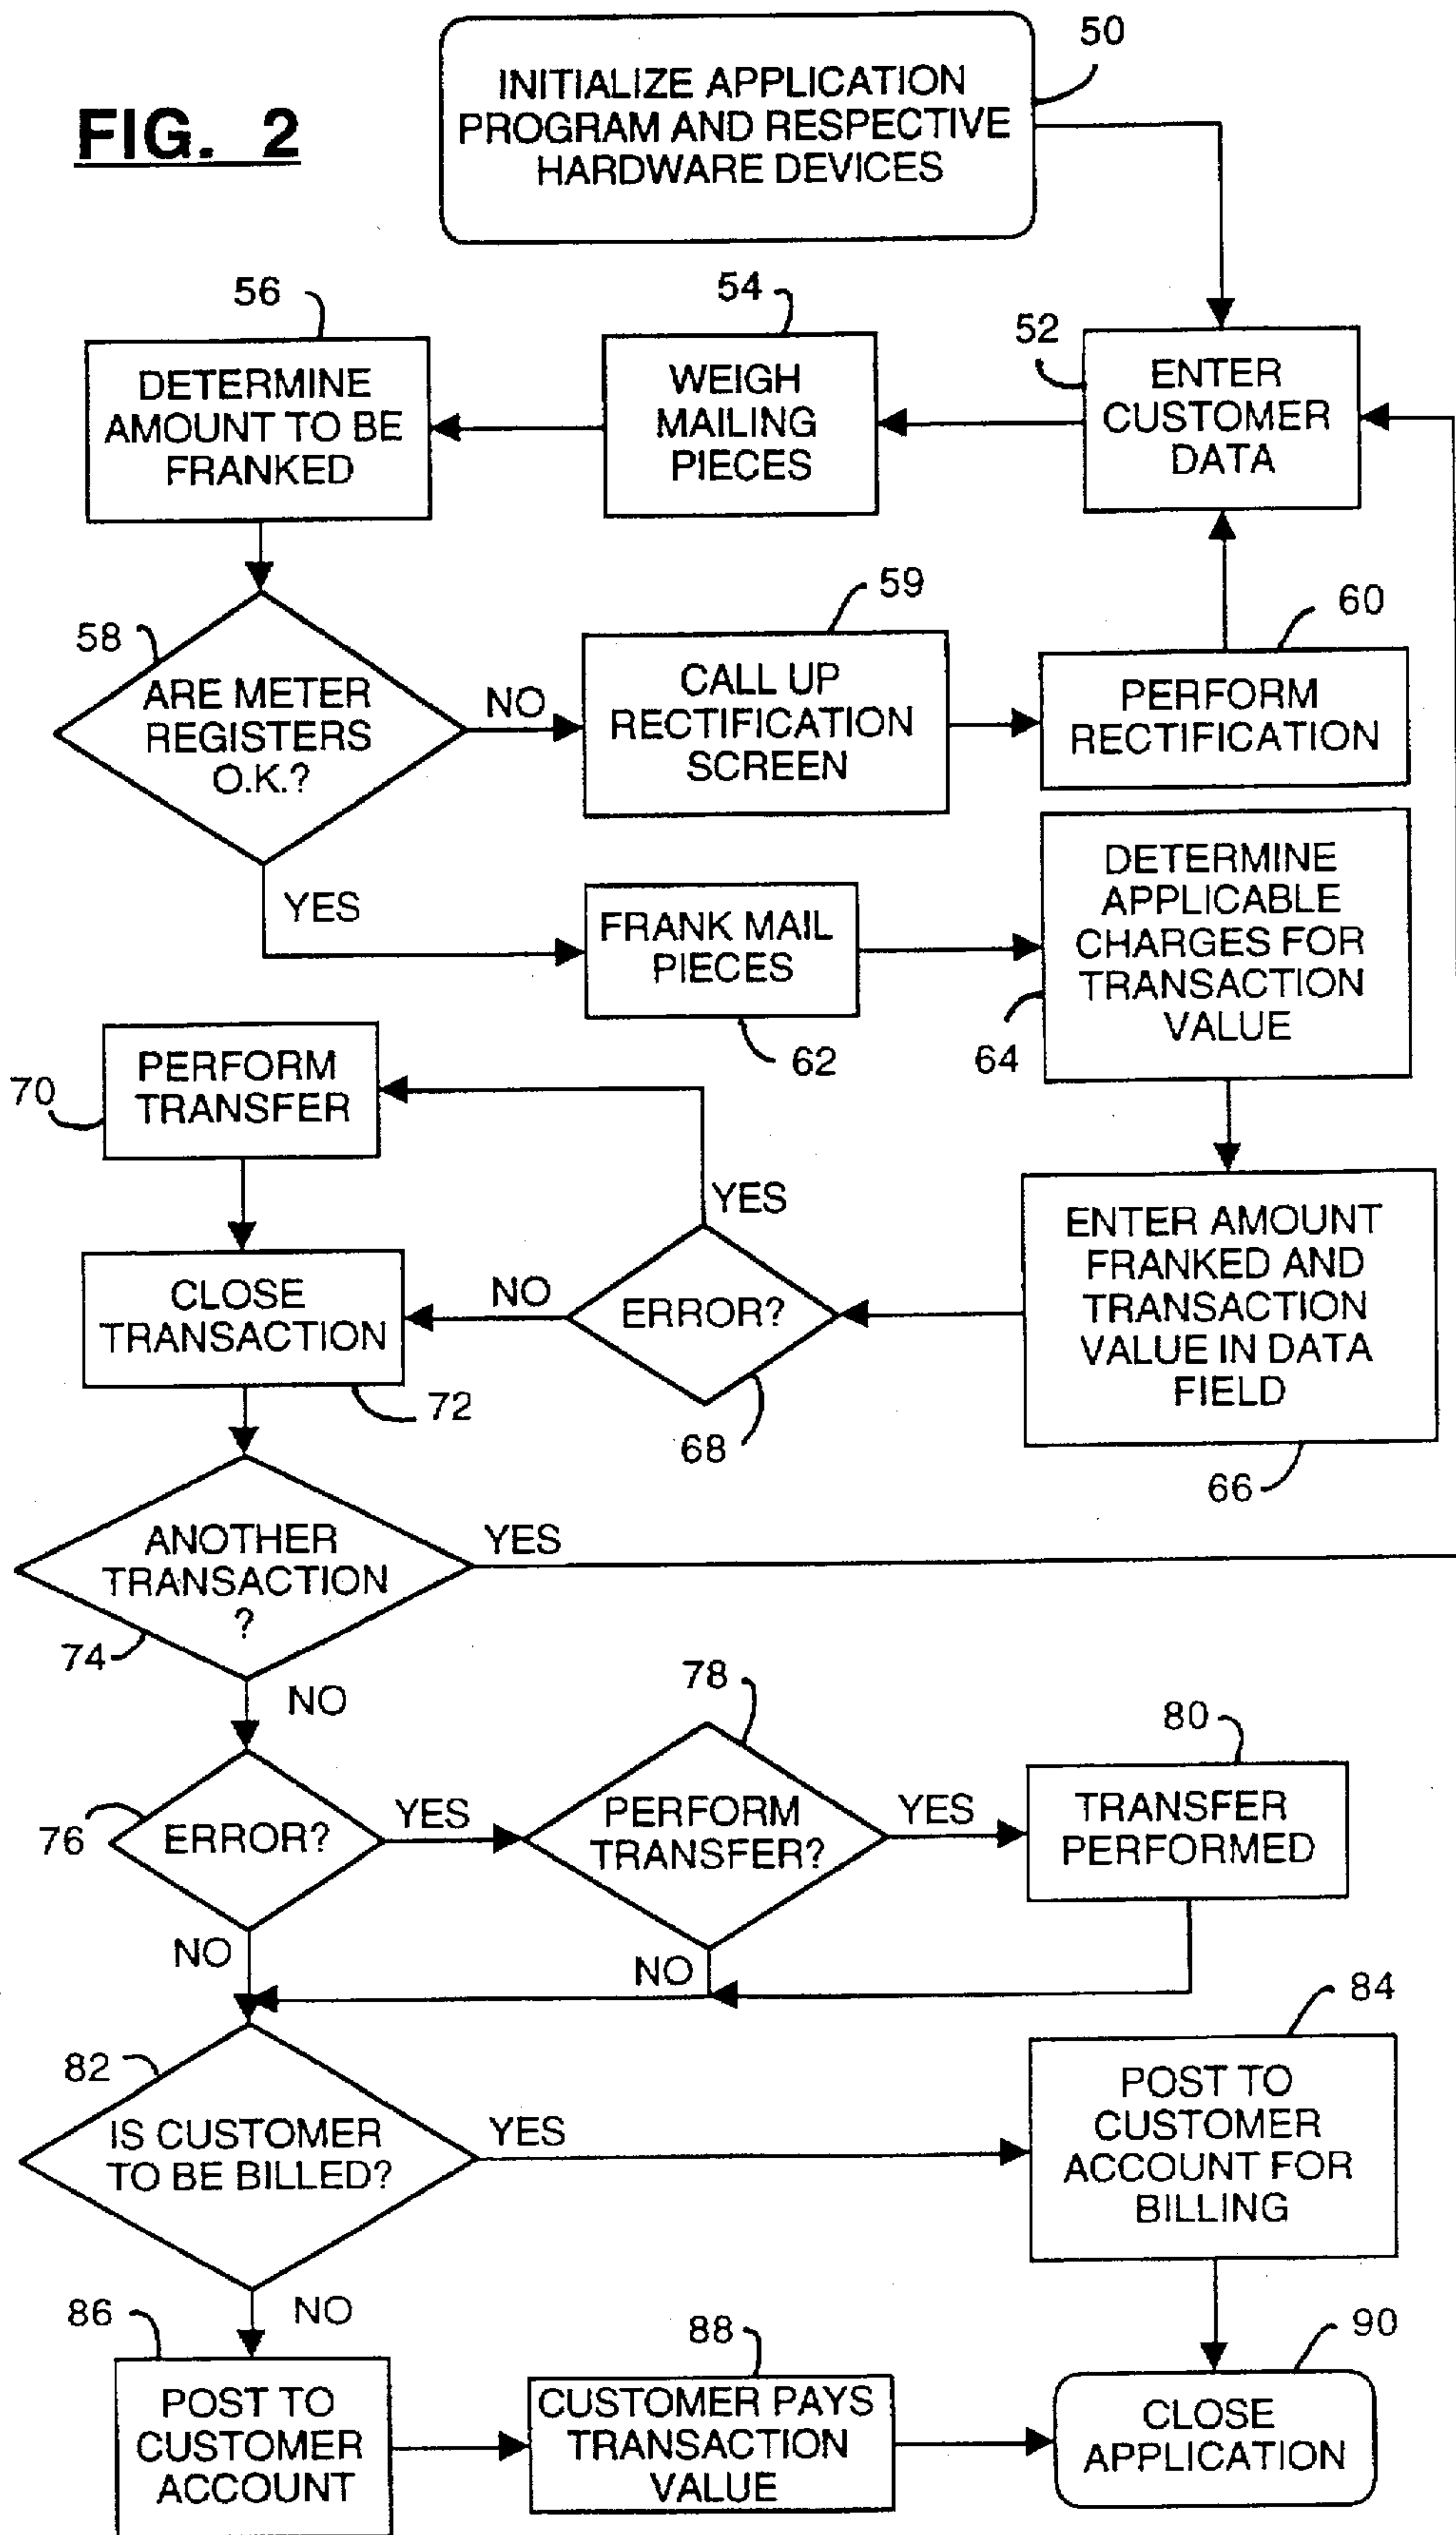 FIG. 2
50
INITIALIZE APPLICATION
PROGRAM AND RESPECTIVE
HARDWARE DEVICES
56
54
52
DETERMINE
AMOUNT TO BE
FRANKED
WEIGH
MAILING
PIECES
ENTER
CUSTOMER
DATA
58
ARE METER
REGISTERS
O.K.?
NO
59
CALL UP
RECTIFICATION
SCREEN
60
PERFORM
RECTIFICATION
YES
FRANK MAIL
PIECES
62
DETERMINE
APPLICABLE
CHARGES FOR
TRANSACTION
VALUE
64
70
PERFORM
TRANSFER
YES
ENTER AMOUNT
FRANKED AND
TRANSACTION
VALUE IN DATA
FIELD
66
ERROR?
68
NO
CLOSE
TRANSACTION
72
ANOTHER
TRANSACTION
?
74
YES
NO
76
ERROR?
YES
78
PERFORM
TRANSFER?
YES
80
TRANSFER
PERFORMED
NO
NO
82
IS CUSTOMER
TO BE BILLED?
YES
84
POST TO
CUSTOMER
ACCOUNT FOR
BILLING
NO
86
POST TO
CUSTOMER
ACCOUNT
88
CUSTOMER PAYS
TRANSACTION
VALUE
90
CLOSE
APPLICATION